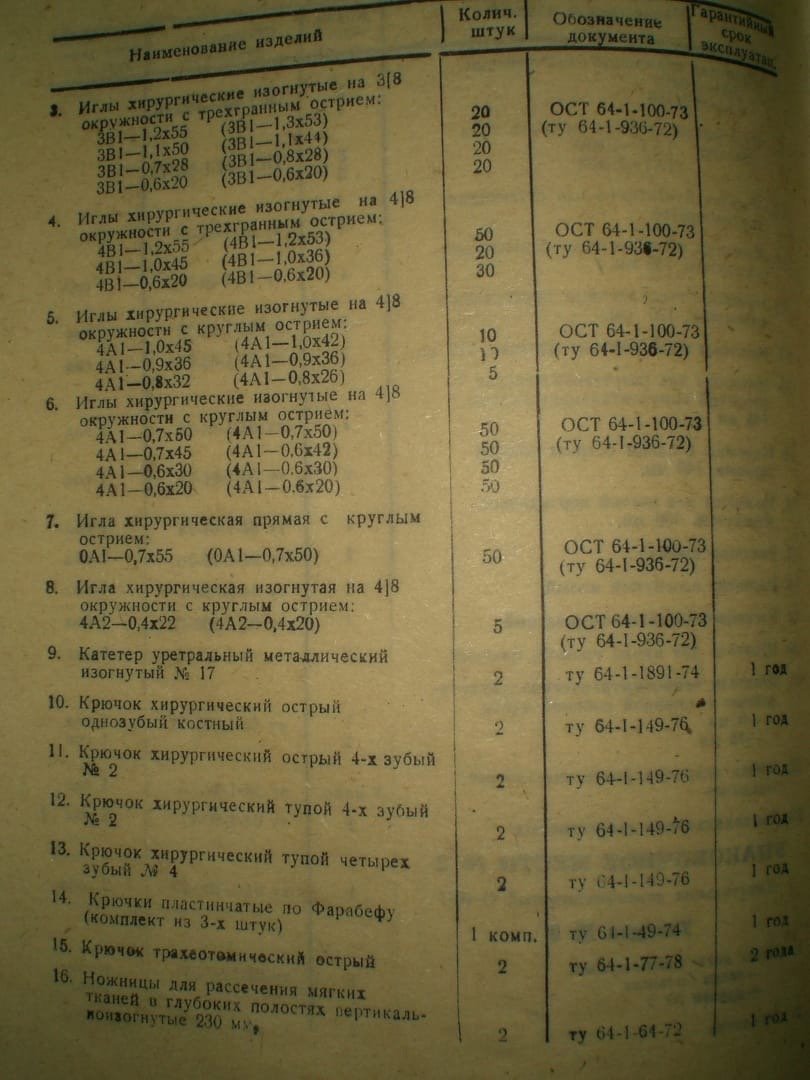 Наименование изделий
Колич. штук
Обозначение документа
Гарантийный срок эксплуатац.
3. Иглы хирургические изогнутые на 3|8
окружности с трехгранным острием:
3В1—1,2х55 (3В1—1,3х53) 20 ОСТ 64-1-100-73
3В1—1,1х50 (3В1—1,1х44) 20 (ту 64-1-936-72)
3В1—0,7х28 (3В1—0,8х28) 20
3В1—0,6х20 (3В1—0,6х20) 20
4. Иглы хирургические изогнутые на 4|8
окружности с трехгранным острием:
4В1—1,2х55 (4В1—1,2х53) 50 ОСТ 64-1-100-73
4В1—1,0х45 (4В1—1,0х36) 20 (ту 64-1-936-72)
4В1—0,6х20 (4В1—0,6х20) 30
5. Иглы хирургические изогнутые на 4|8
окружности с круглым острием:
4А1—1,0х45 (4А1—1,0х42) 10 ОСТ 64-1-100-73
4А1—0,9х36 (4А1—0,9х36) 10 (ту 64-1-936-72)
4А1—0,8х32 (4А1—0,8х26) 5
6. Иглы хирургические изогнутые на 4|8
окружности с круглым острием:
4А1—0,7х50 (4А1—0,7х50) 50 ОСТ 64-1-100-73
4А1—0,7х45 (4А1—0,6х42) 50 (ту 64-1-936-72)
4А1—0,6х30 (4А1—0.6х30) 50
4А1—0,6х20 (4А1—0.6х20) 50
7. Игла хирургическая прямая с круглым
острием:
0А1—0,7х55 (0А1—0,7х50) 50 ОСТ 64-1-100-73
(ту 64-1-936-72)
8. Игла хирургическая изогнутая на 4|8
окружности с круглым острием:
4А2—0,4х22 (4А2—0,4х20) 5 ОСТ 64-1-100-73
(ту 64-1-936-72)
9. Катетер уретральный металлический
изогнутый № 17 2 ту 64-1-1891-74 1 год
10. Крючок хирургический острый
однозубый костный 2 ту 64-1-149-76 1 год
11. Крючок хирургический острый 4-х зубый
№ 2 2 ту 64-1-149-76 1 год
12. Крючок хирургический тупой 4-х зубый
№ 2 2 ту 64-1-149-76 1 год
13. Крючок хирургический тупой четырех
зубый № 4 2 ту 64-1-149-76 1 год
14. Крючки пластинчатые по Фарабефу
(комплект из 3-х штук) 1 комп. ту 64-1-49-74 1 год
15. Крючок трахеотомический острый 2 ту 64-1-77-78 2 года
16. Ножницы для рассечения мягких
тканей в глубоких полостях вертикаль-
ноизогнутые 230 мм, 2 ту 64-1-64-72 1 год